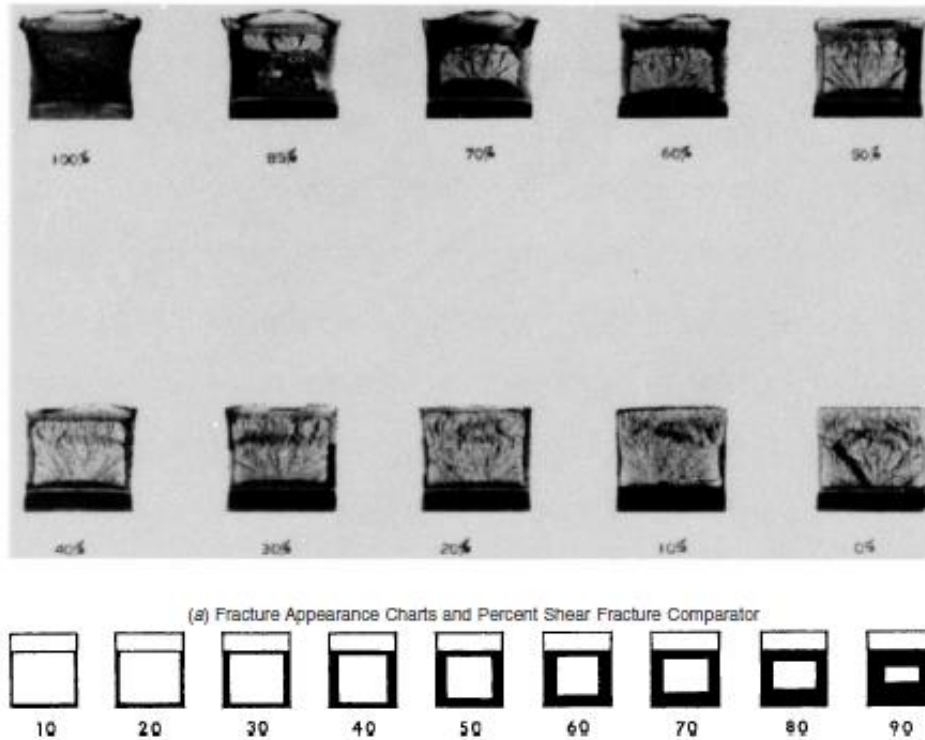 100% 85% 70% 60% 50%
40% 30% 20% 10% 0%
(a) Fracture Appearance Charts and Percent Shear Fracture Comparator
10 20 30 40 50 60 70 80 90